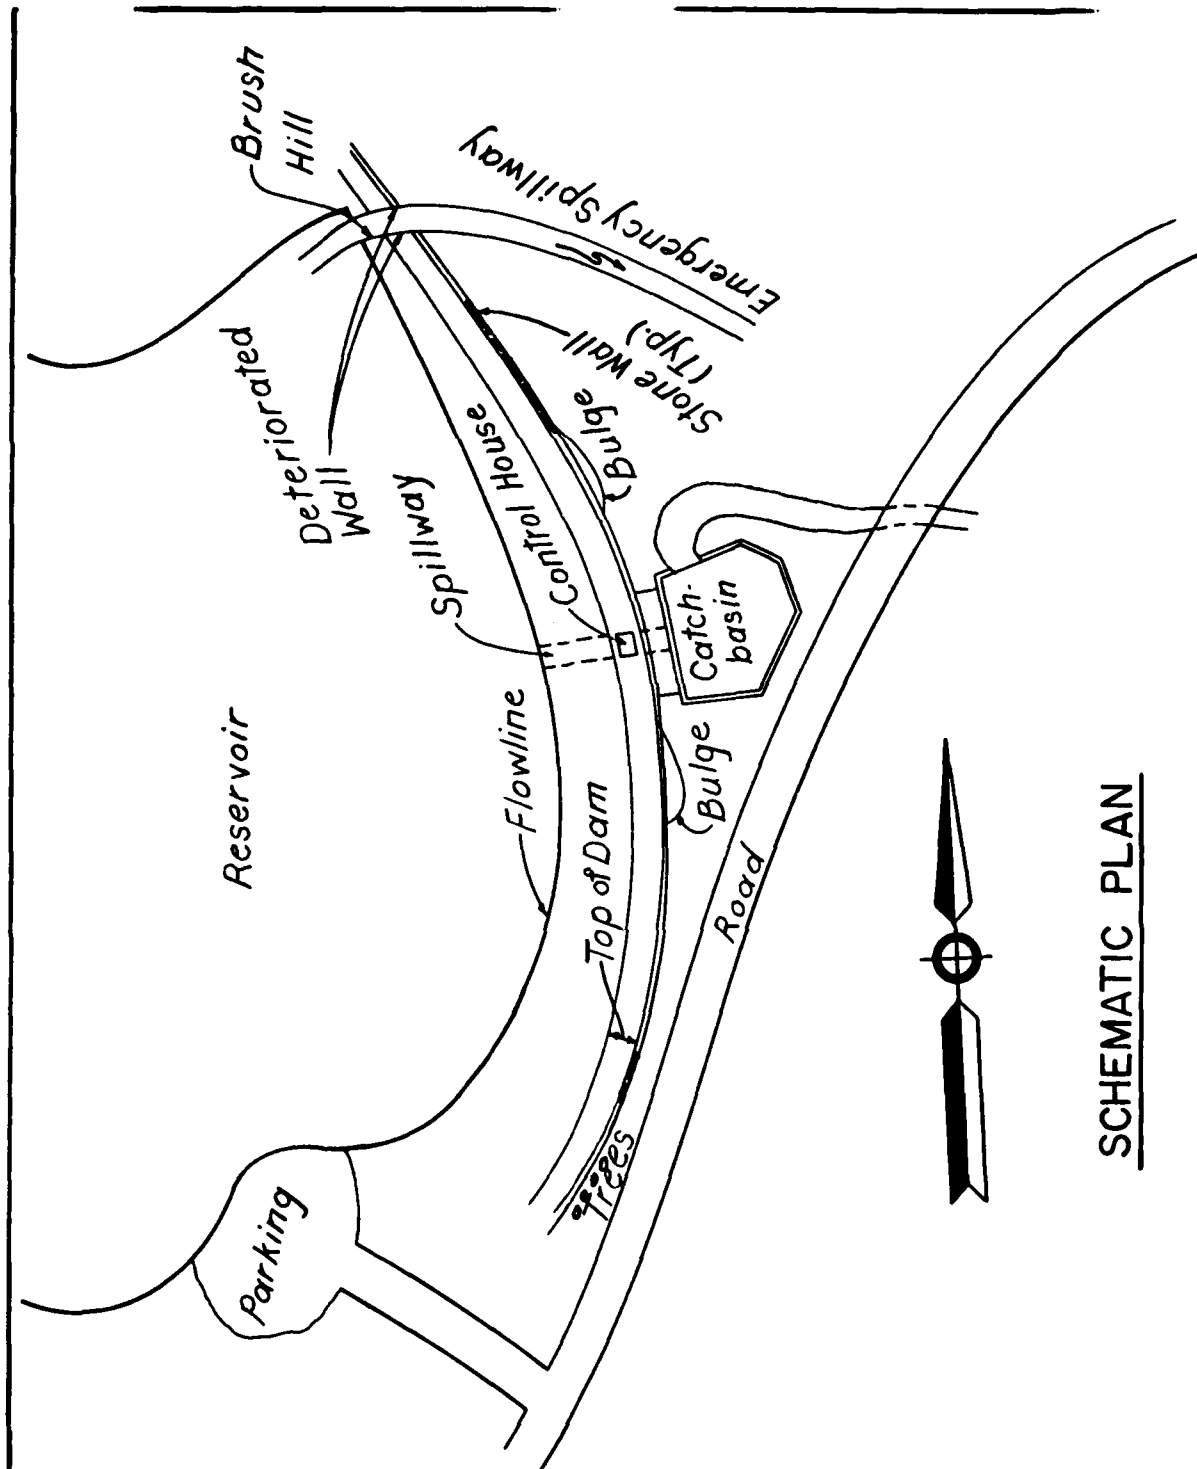 Brush
Hill
Emergency Spillway
Deteriorated
Wall
Stone Wall
(Typ.)
Bulge
Control House
Spillway
Catch-
basin
Reservoir
Flowline
Bulge
Top of Dam
Road
Trees
Parking
SCHEMATIC PLAN